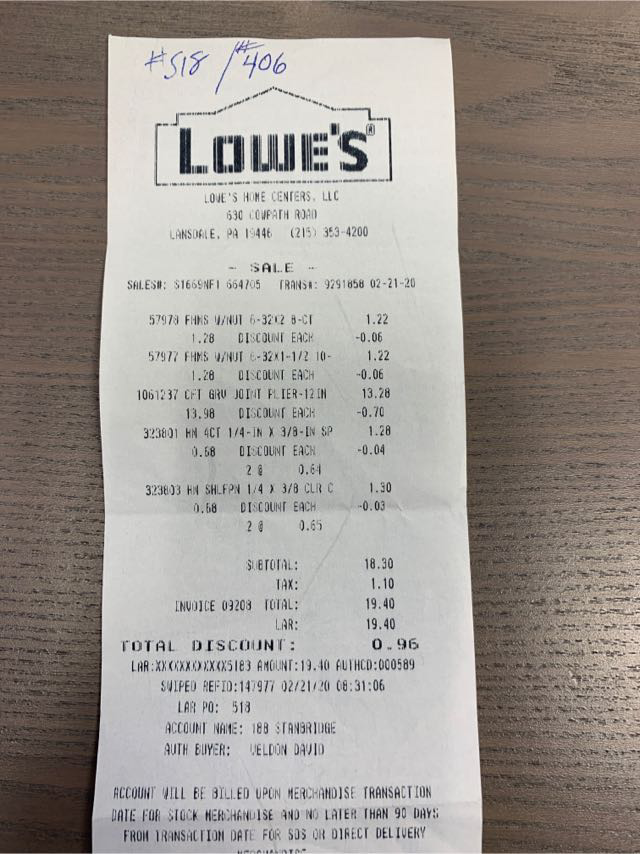 #518 / #406
LOWE'S®
LOWE'S HOME CENTERS, LLC
630 COWPATH ROAD
LANSDALE, PA 19446 (215) 353-4200
- SALE -
SALES#: S1669NF1 664705 TRANS#: 9291858 02-21-20
57978 FHMS W/NUT 6-32X2 8-CT 1.22
1.28 DISCOUNT EACH -0.06
57977 FHMS W/NUT 6-32X1-1/2 10- 1.22
1.28 DISCOUNT EACH -0.06
1061237 CFT GRV JOINT PLIER-12IN 13.28
13.98 DISCOUNT EACH -0.70
323801 HN 4CT 1/4-IN X 3/8-IN SP 1.28
0.68 DISCOUNT EACH -0.04
2 @ 0.64
323803 HN SHLFPN 1/4 X 3/8 CLR C 1.30
0.68 DISCOUNT EACH -0.03
2 @ 0.65
SUBTOTAL: 18.30
TAX: 1.10
INVOICE 09208 TOTAL: 19.40
LAR: 19.40
TOTAL DISCOUNT: 0.96
LAR:XXXXXXXXXXXX5183 AMOUNT:19.40 AUTHCD:000589
SWIPED REFID:147977 02/21/20 08:31:06
LAR PO: 518
ACCOUNT NAME: 188 STANBRIDGE
AUTH BUYER: WELDON DAVID
ACCOUNT WILL BE BILLED UPON MERCHANDISE TRANSACTION
DATE FOR STOCK MERCHANDISE AND NO LATER THAN 90 DAYS
FROM TRANSACTION DATE FOR SOS OR DIRECT DELIVERY
MERCHANDISE